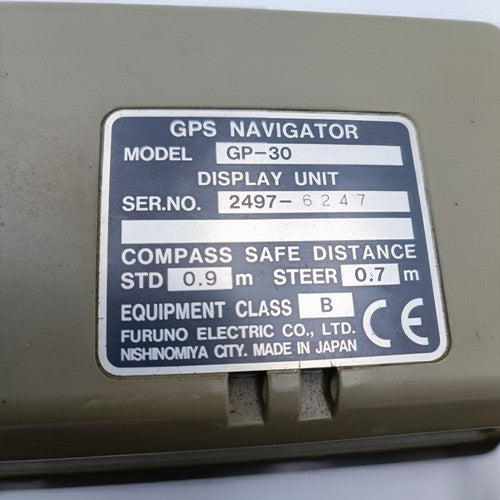 GPS NAVIGATOR
MODEL GP-30
DISPLAY UNIT
SER.NO. 2497-6247
COMPASS SAFE DISTANCE
STD 0.9 m STEER 0.7 m
EQUIPMENT CLASS B
FURUNO ELECTRIC CO., LTD.
NISHINOMIYA CITY. MADE IN JAPAN
CE